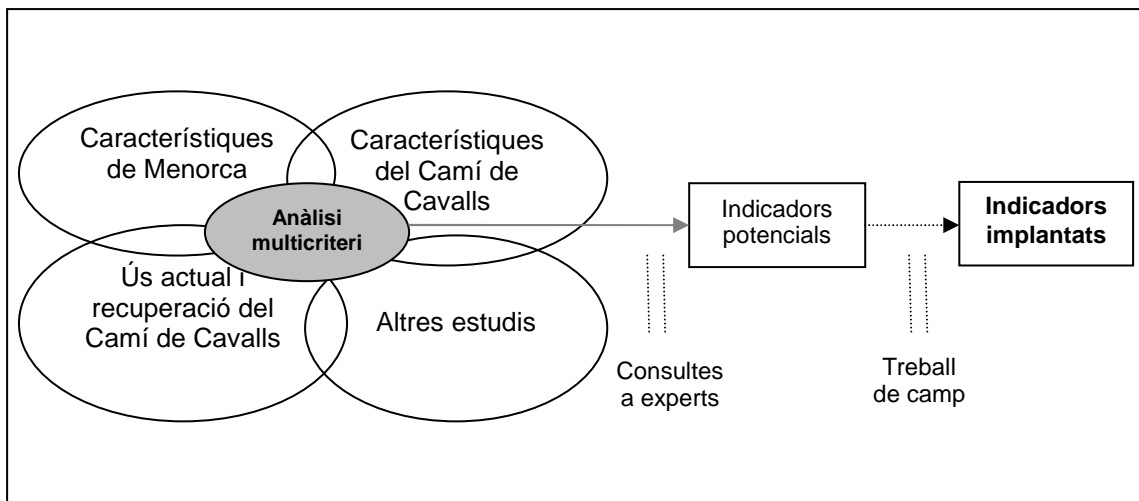 Característiques
de Menorca
Característiques
del Camí de
Cavalls
Anàlisi
multicriteri
Ús actual i
recuperació del
Camí de Cavalls
Altres estudis
Indicadors
potencials
Indicadors
implantats
Consultes
a experts
Treball
de camp